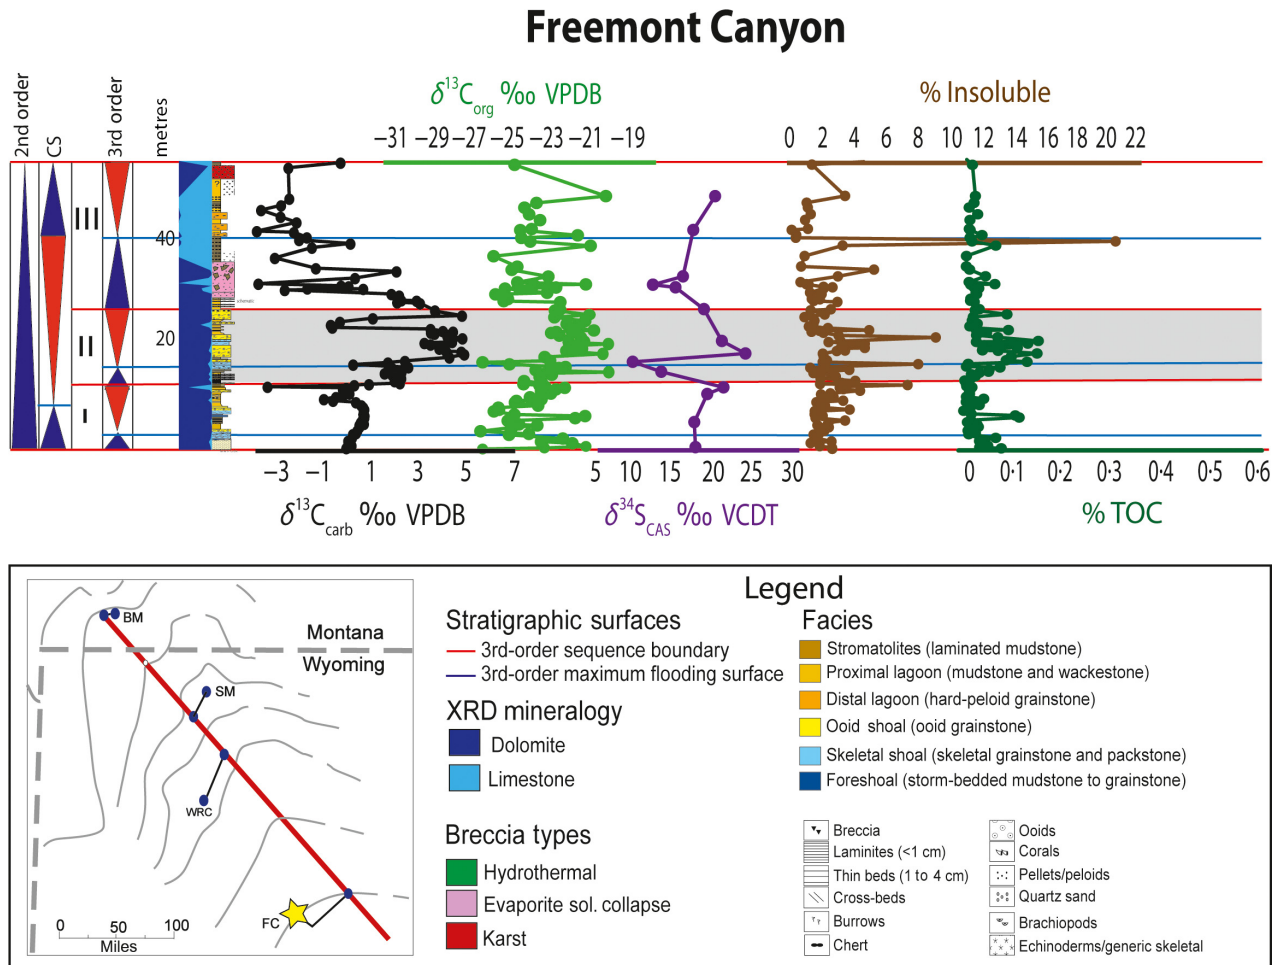 Freemont Canyon
2nd order
CS
3rd order
metres
δ¹³Corg ‰ VPDB
−31 −29 −27 −25 −23 −21 −19
% Insoluble
0 2 4 6 8 10 12 14 16 18 20 22
III
40
schematic
II
20
I
−3 −1 1 3 5 7
δ¹³Ccarb ‰ VPDB
5 10 15 20 25 30
δ³⁴SCAS ‰ VCDT
0 0·1 0·2 0·3 0·4 0·5 0·6
% TOC
BM
Montana
Wyoming
SM
WRC
FC
0 50 100
Miles
Legend
Stratigraphic surfaces
3rd-order sequence boundary
3rd-order maximum flooding surface
XRD mineralogy
Dolomite
Limestone
Breccia types
Hydrothermal
Evaporite sol. collapse
Karst
Facies
Stromatolites (laminated mudstone)
Proximal lagoon (mudstone and wackestone)
Distal lagoon (hard-peloid grainstone)
Ooid shoal (ooid grainstone)
Skeletal shoal (skeletal grainstone and packstone)
Foreshoal (storm-bedded mudstone to grainstone)
Breccia
Laminites (<1 cm)
Thin beds (1 to 4 cm)
Cross-beds
Burrows
Chert
Ooids
Corals
Pellets/peloids
Quartz sand
Brachiopods
Echinoderms/generic skeletal